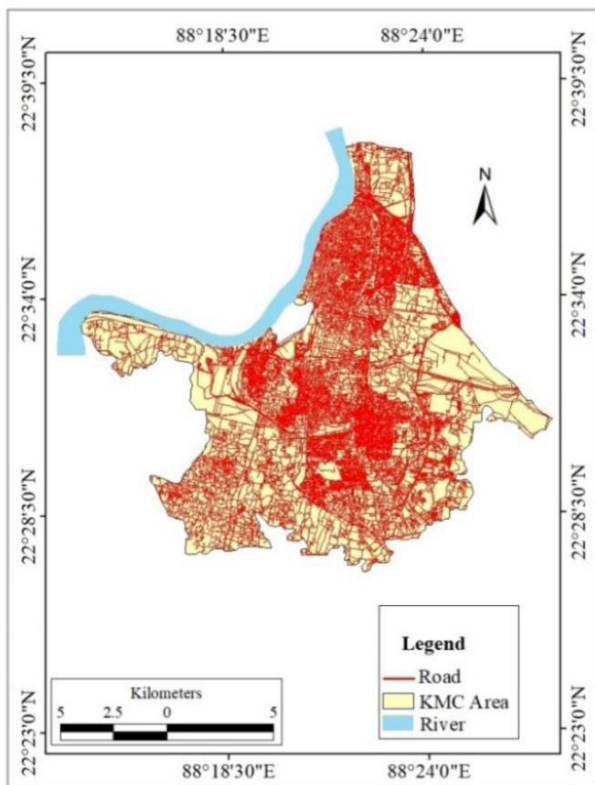 88°18'30"E 88°24'0"E
22°39'30"N 22°39'30"N
N
22°34'0"N 22°34'0"N
22°28'30"N 22°28'30"N
Legend
Road
KMC Area
River
Kilometers
5 2.5 0 5
22°23'0"N 22°23'0"N
88°18'30"E 88°24'0"E